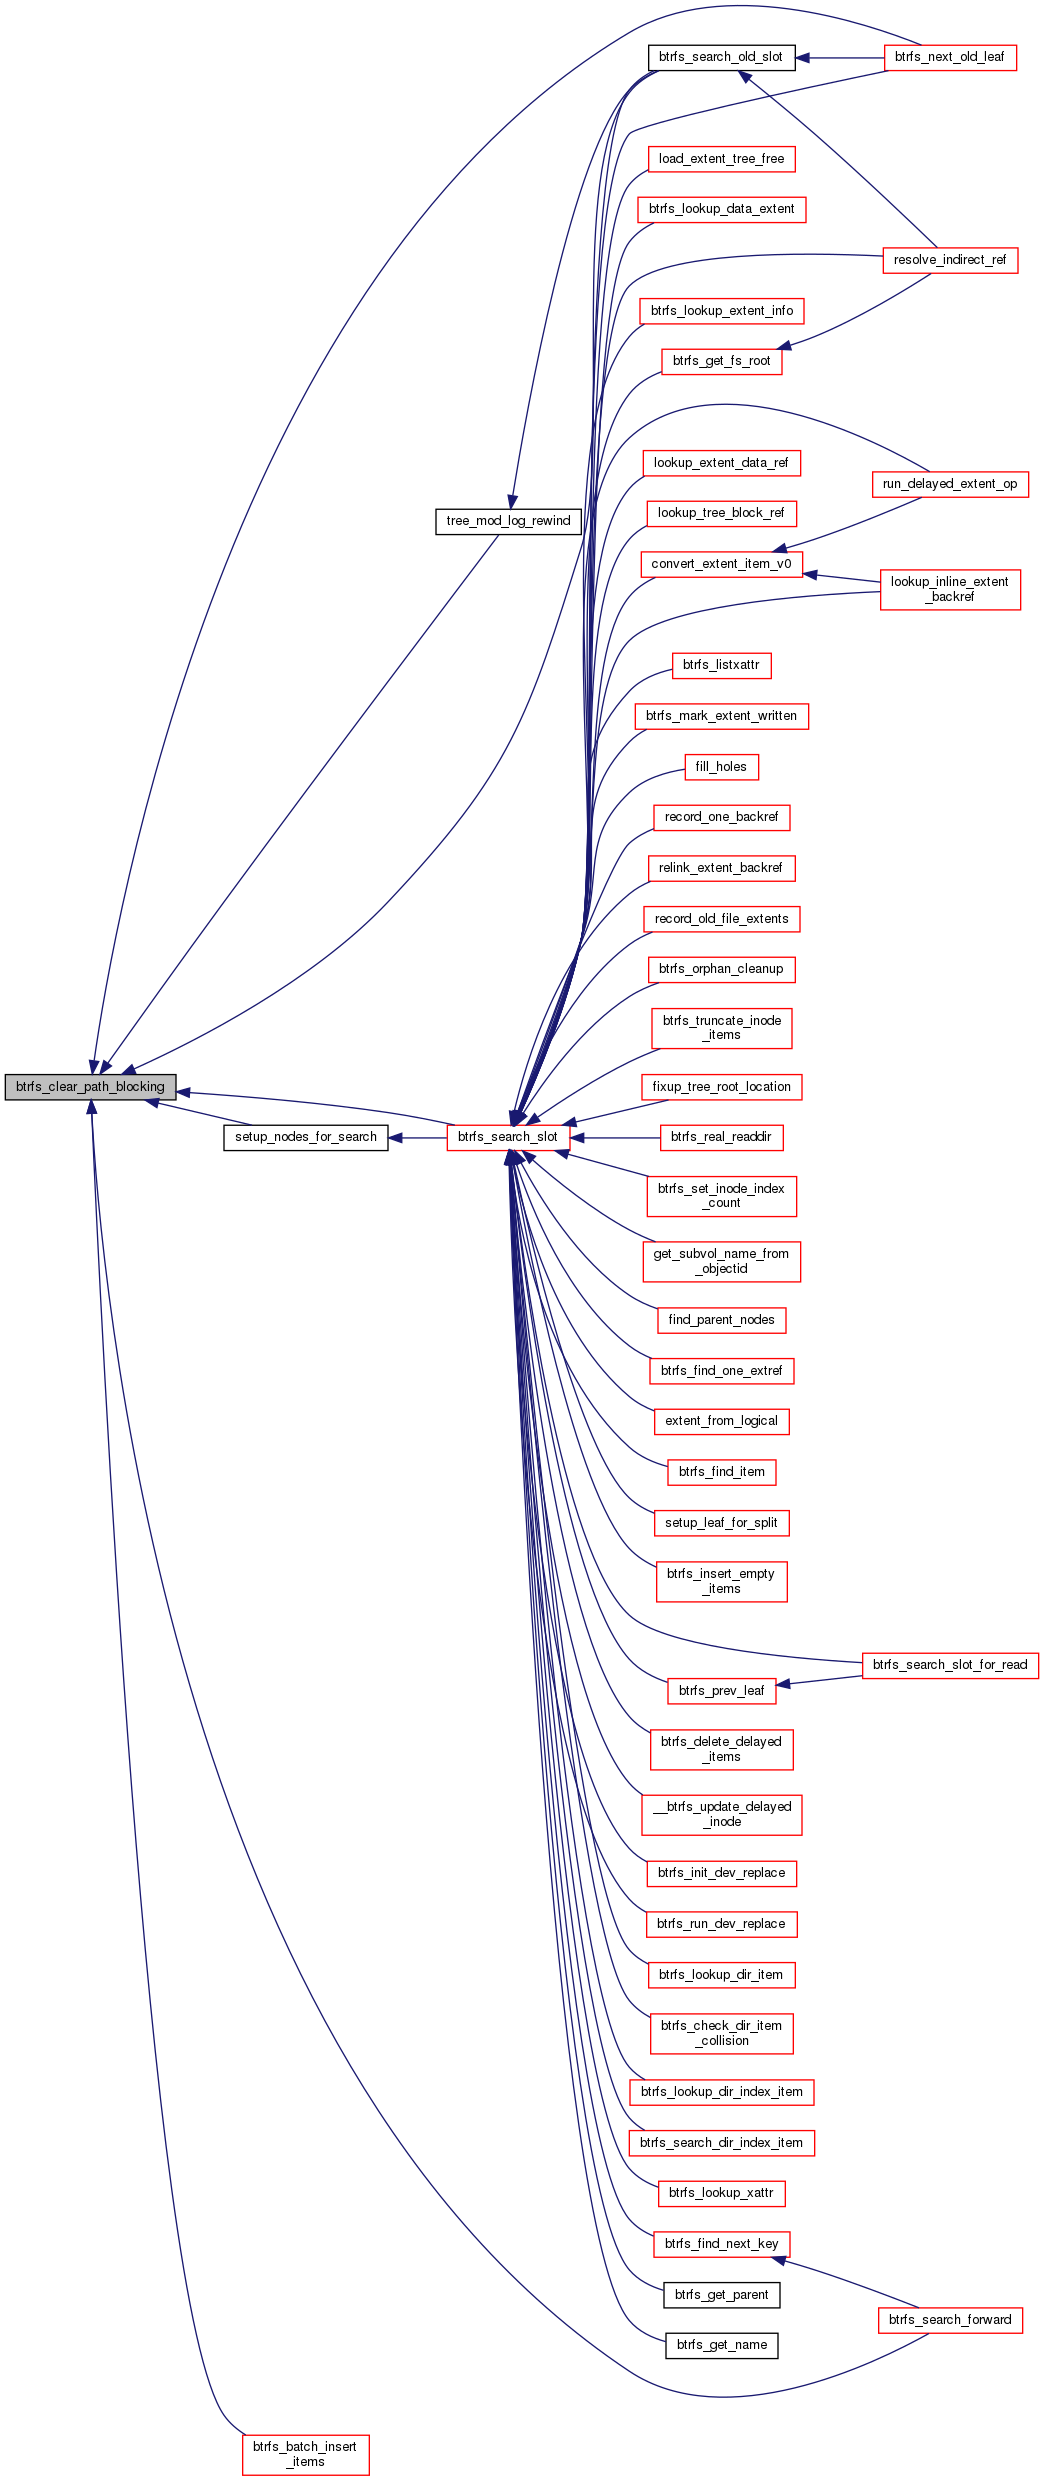 btrfs_search_old_slot
btrfs_next_old_leaf
load_extent_tree_free
btrfs_lookup_data_extent
resolve_indirect_ref
btrfs_lookup_extent_info
btrfs_get_fs_root
lookup_extent_data_ref
run_delayed_extent_op
lookup_tree_block_ref
tree_mod_log_rewind
convert_extent_item_v0
lookup_inline_extent
_backref
btrfs_listxattr
btrfs_mark_extent_written
fill_holes
record_one_backref
relink_extent_backref
record_old_file_extents
btrfs_orphan_cleanup
btrfs_truncate_inode
_items
btrfs_clear_path_blocking
fixup_tree_root_location
setup_nodes_for_search
btrfs_search_slot
btrfs_real_readdir
btrfs_set_inode_index
_count
get_subvol_name_from
_objectid
find_parent_nodes
btrfs_find_one_extref
extent_from_logical
btrfs_find_item
setup_leaf_for_split
btrfs_insert_empty
_items
btrfs_search_slot_for_read
btrfs_prev_leaf
btrfs_delete_delayed
_items
__btrfs_update_delayed
_inode
btrfs_init_dev_replace
btrfs_run_dev_replace
btrfs_lookup_dir_item
btrfs_check_dir_item
_collision
btrfs_lookup_dir_index_item
btrfs_search_dir_index_item
btrfs_lookup_xattr
btrfs_find_next_key
btrfs_get_parent
btrfs_search_forward
btrfs_get_name
btrfs_batch_insert
_items